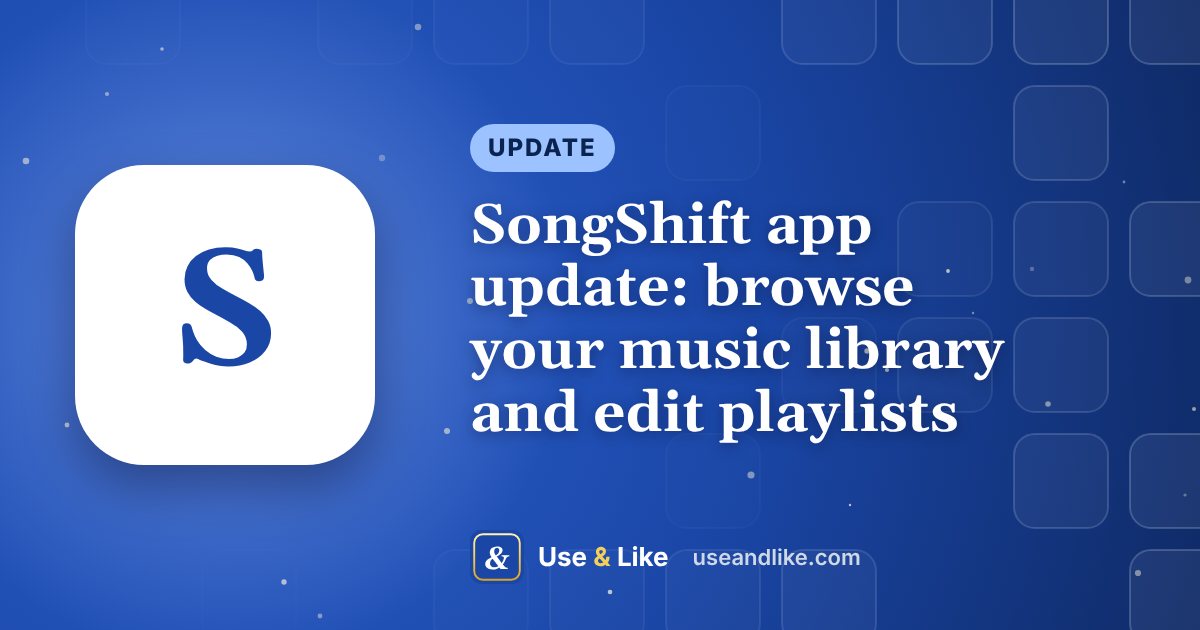 S
UPDATE
SongShift app
update: browse
your music library
and edit playlists
& Use & Like useandlike.com